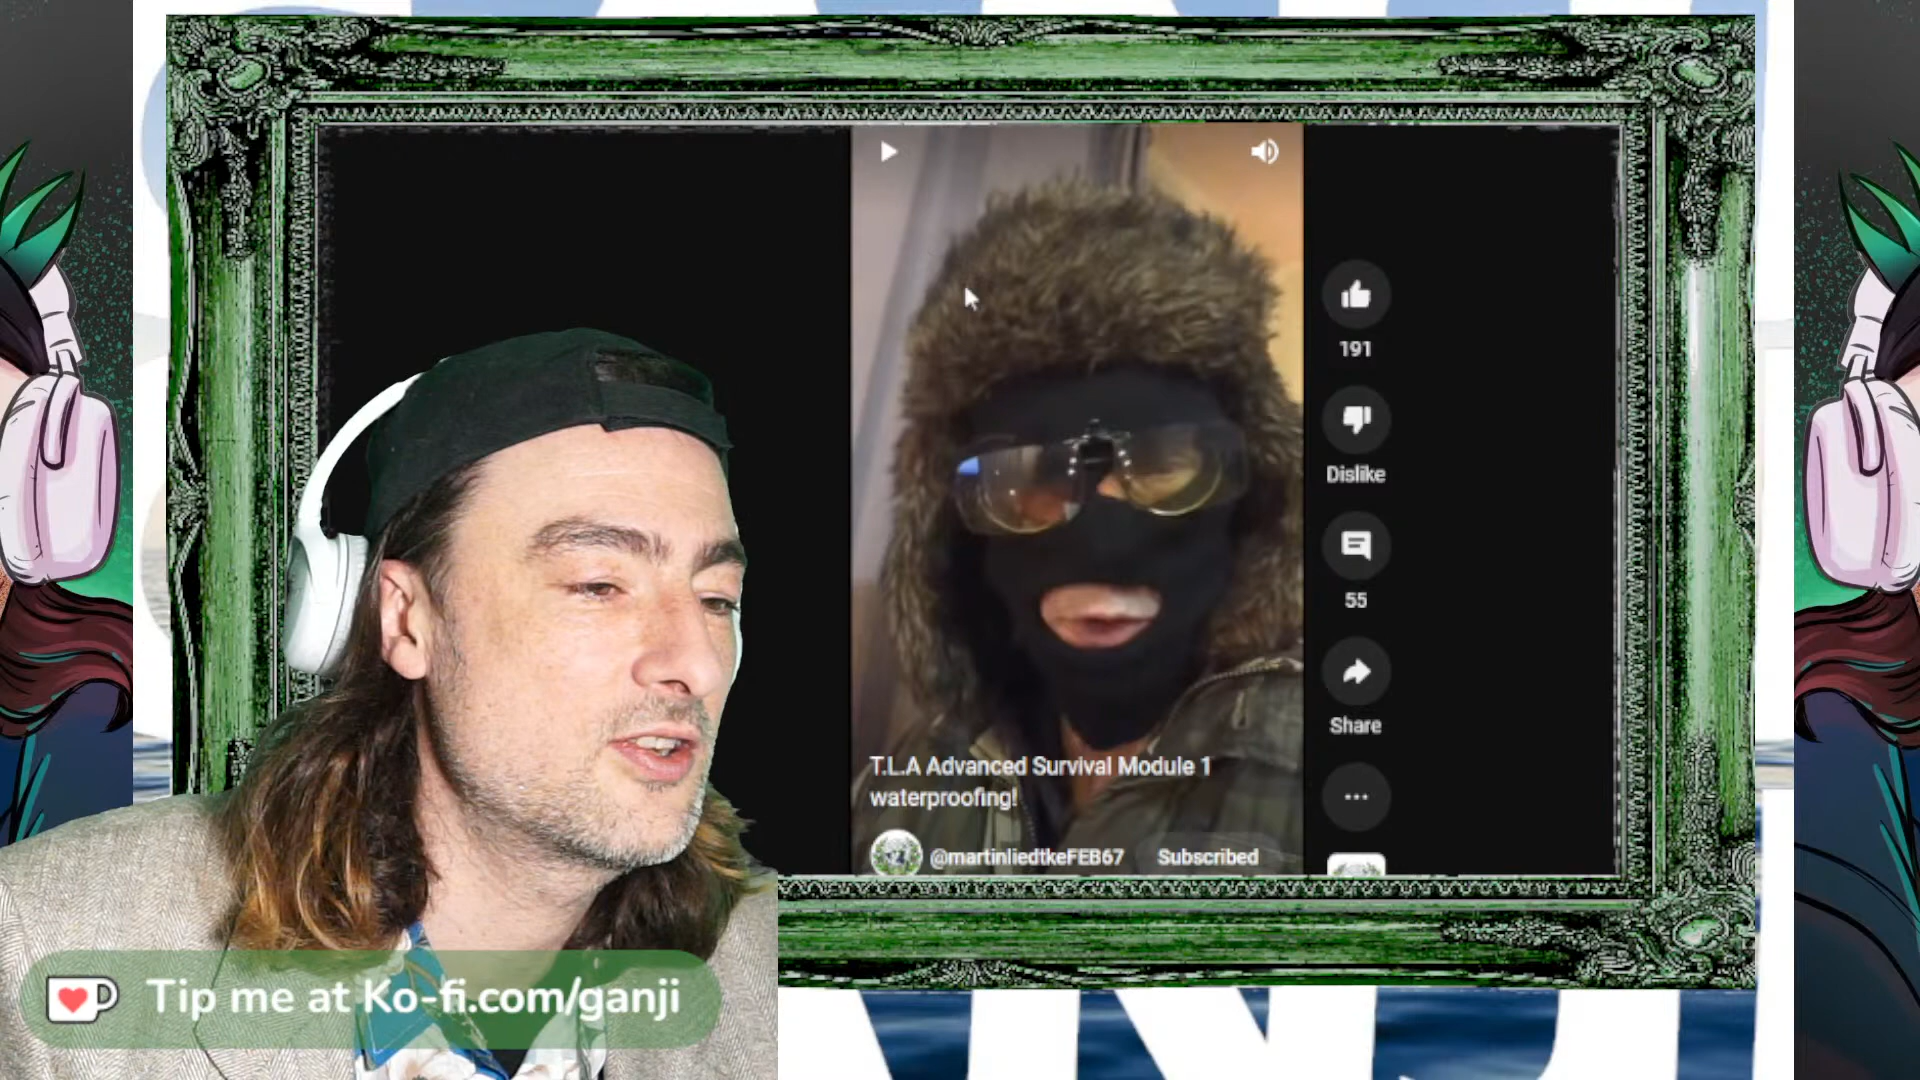 191
Dislike
55
Share
T.L.A Advanced Survival Module 1
waterproofing!
@martinliedtkeFEB67 Subscribed
Tip me at Ko-fi.com/ganji